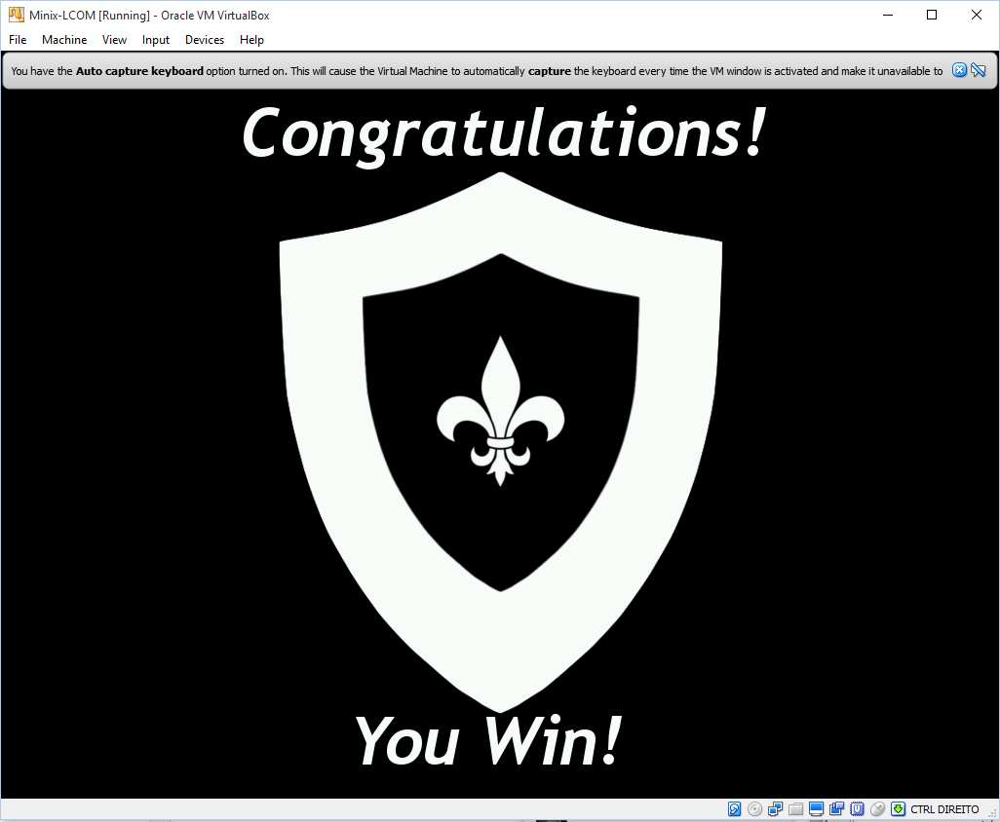 Minix-LCOM [Running] - Oracle VM VirtualBox
File Machine View Input Devices Help
You have the Auto capture keyboard option turned on. This will cause the Virtual Machine to automatically capture the keyboard every time the VM window is activated and make it unavailable to
Congratulations!
You Win!
CTRL DIREITO